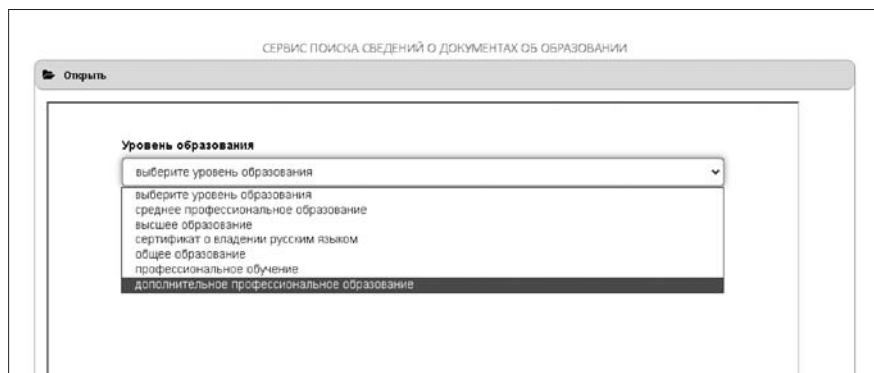 СЕРВИС ПОИСКА СВЕДЕНИЙ О ДОКУМЕНТАХ ОБ ОБРАЗОВАНИИ
Открыть
Уровень образования
выберите уровень образования
выберите уровень образования
среднее профессиональное образование
высшее образование
сертификат о владении русским языком
общее образование
профессиональное обучение
дополнительное профессиональное образование